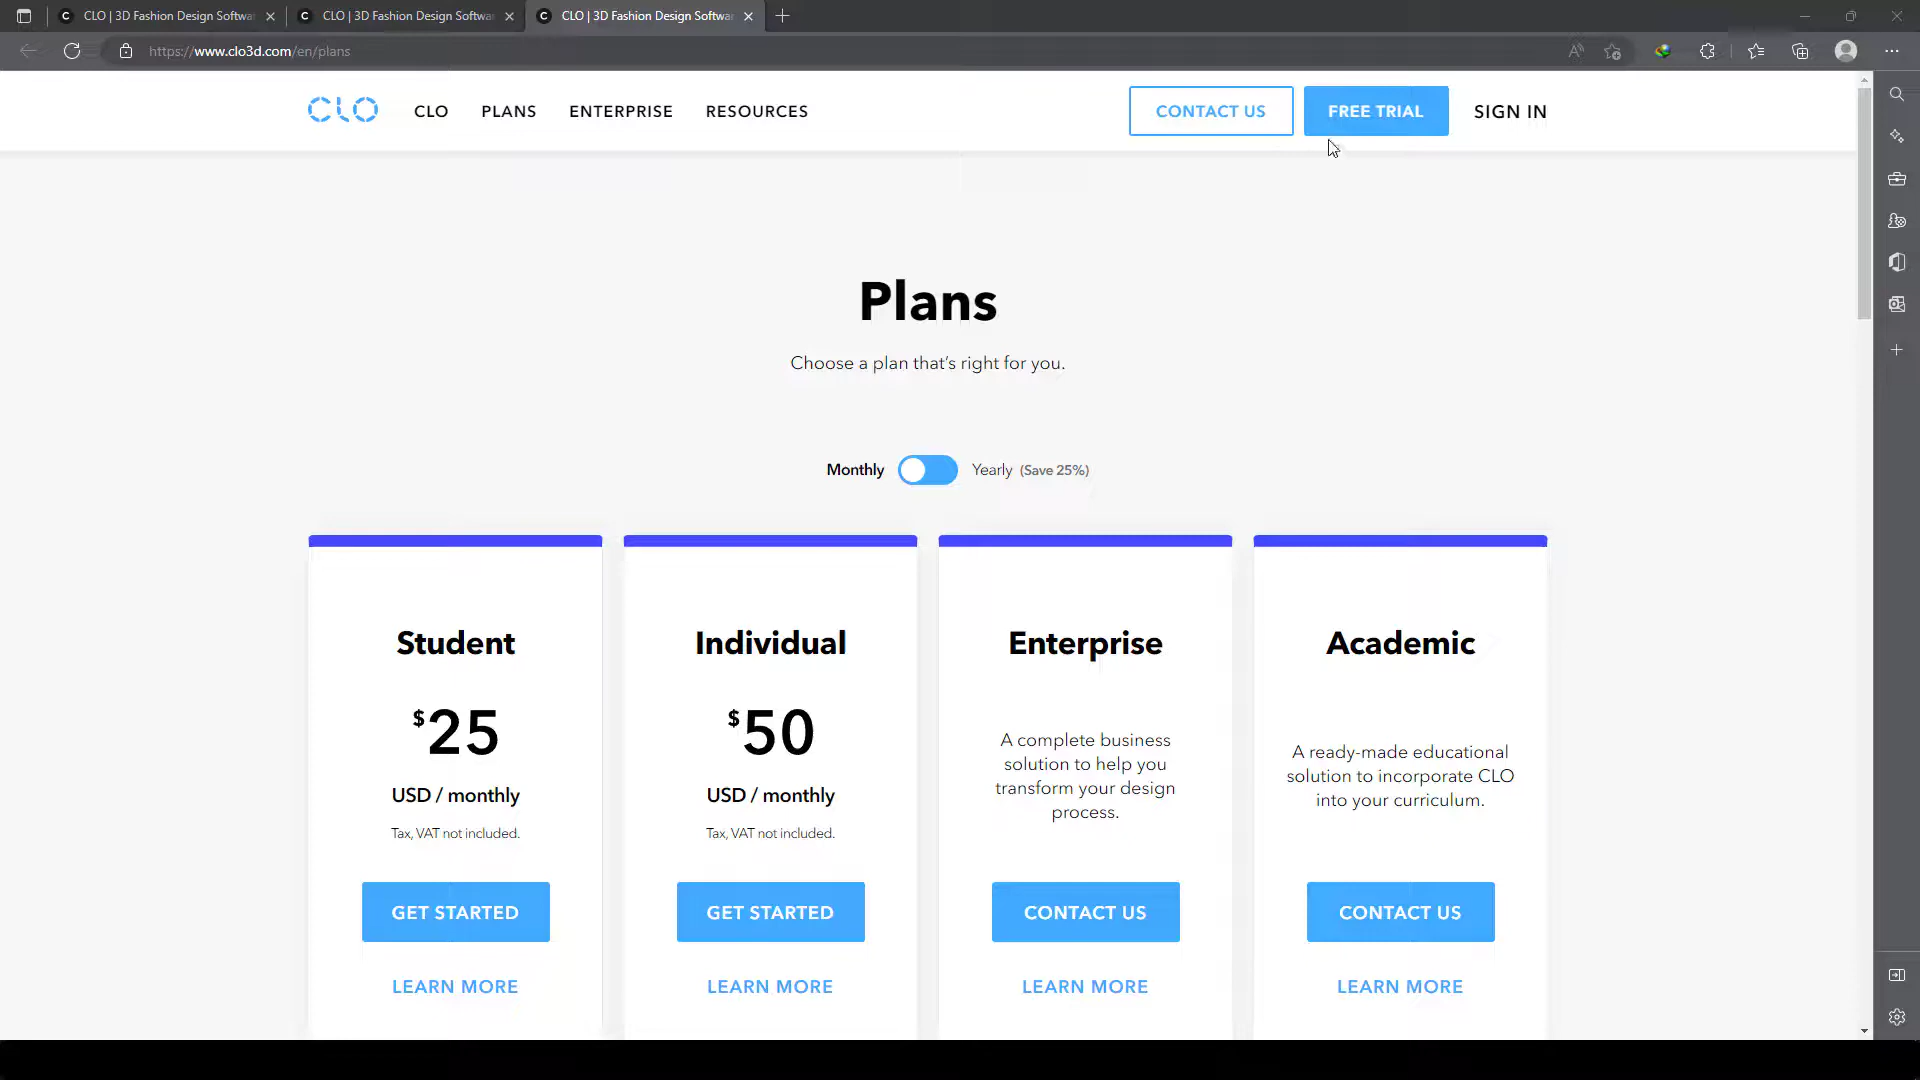 CLO | 3D Fashion Design Softwa
CLO | 3D Fashion Design Softwa
CLO | 3D Fashion Design Softwa
https://www.clo3d.com/en/plans
CLO
CLO
PLANS
ENTERPRISE
RESOURCES
CONTACT US
FREE TRIAL
SIGN IN
Plans
Choose a plan that's right for you.
Monthly
Yearly (Save 25%)
Student
$25
USD / monthly
Tax, VAT not included.
GET STARTED
LEARN MORE
Individual
$50
USD / monthly
Tax, VAT not included.
GET STARTED
LEARN MORE
Enterprise
A complete business
solution to help you
transform your design
process.
CONTACT US
LEARN MORE
Academic
A ready-made educational
solution to incorporate CLO
into your curriculum.
CONTACT US
LEARN MORE